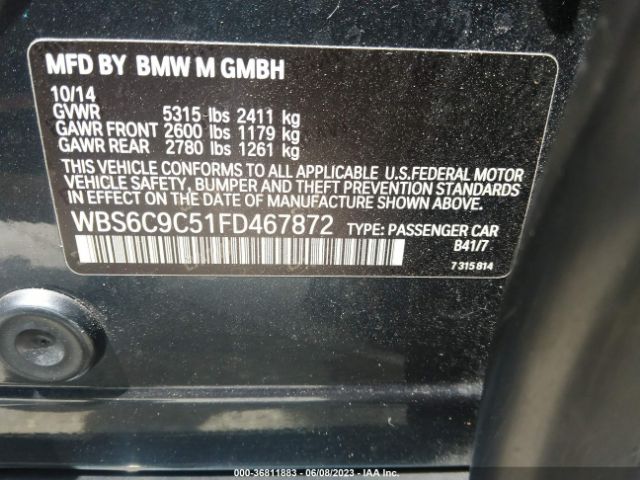 MFD BY BMW M GMBH
10/14
GVWR 5315 lbs 2411 kg
GAWR FRONT 2600 lbs 1179 kg
GAWR REAR 2780 lbs 1261 kg
THIS VEHICLE CONFORMS TO ALL APPLICABLE U.S.FEDERAL MOTOR
VEHICLE SAFETY, BUMPER AND THEFT PREVENTION STANDARDS
IN EFFECT ON THE DATE OF MANUFACTURE SHOWN ABOVE.
WBS6C9C51FD467872 TYPE: PASSENGER CAR
B41/7
7 315 814
000-36811883 - 06/08/2023 - IAA Inc.